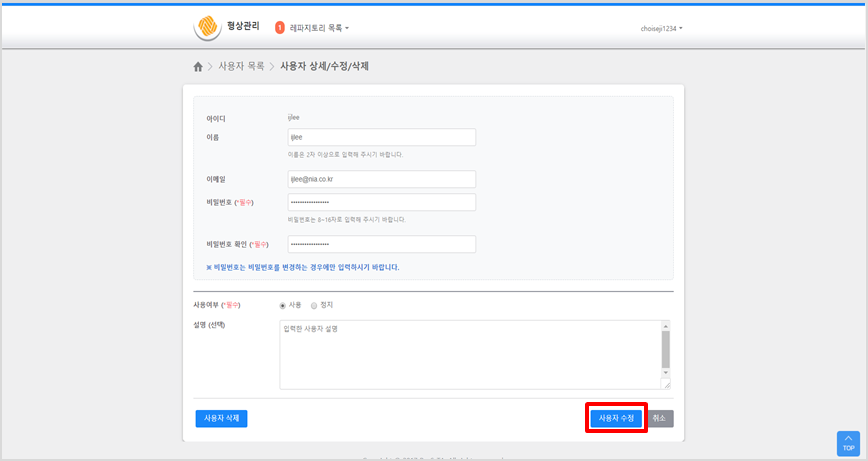 형상관리
1 레파지토리 목록
choiseji1234
사용자 목록 > 사용자 상세/수정/삭제
아이디 ijlee
이름 ijlee
이름은 2자 이상으로 입력해 주시기 바랍니다.
이메일 ijlee@nia.co.kr
비밀번호 (*필수) ••••••••••••••••
비밀번호는 8~16자로 입력해 주시기 바랍니다.
비밀번호 확인 (*필수) ••••••••••••••••
※ 비밀번호는 비밀번호를 변경하는 경우에만 입력하시기 바랍니다.
사용여부 (*필수) 사용 정지
설명 (선택) 입력한 사용자 설명
사용자 삭제 사용자 수정 취소
TOP